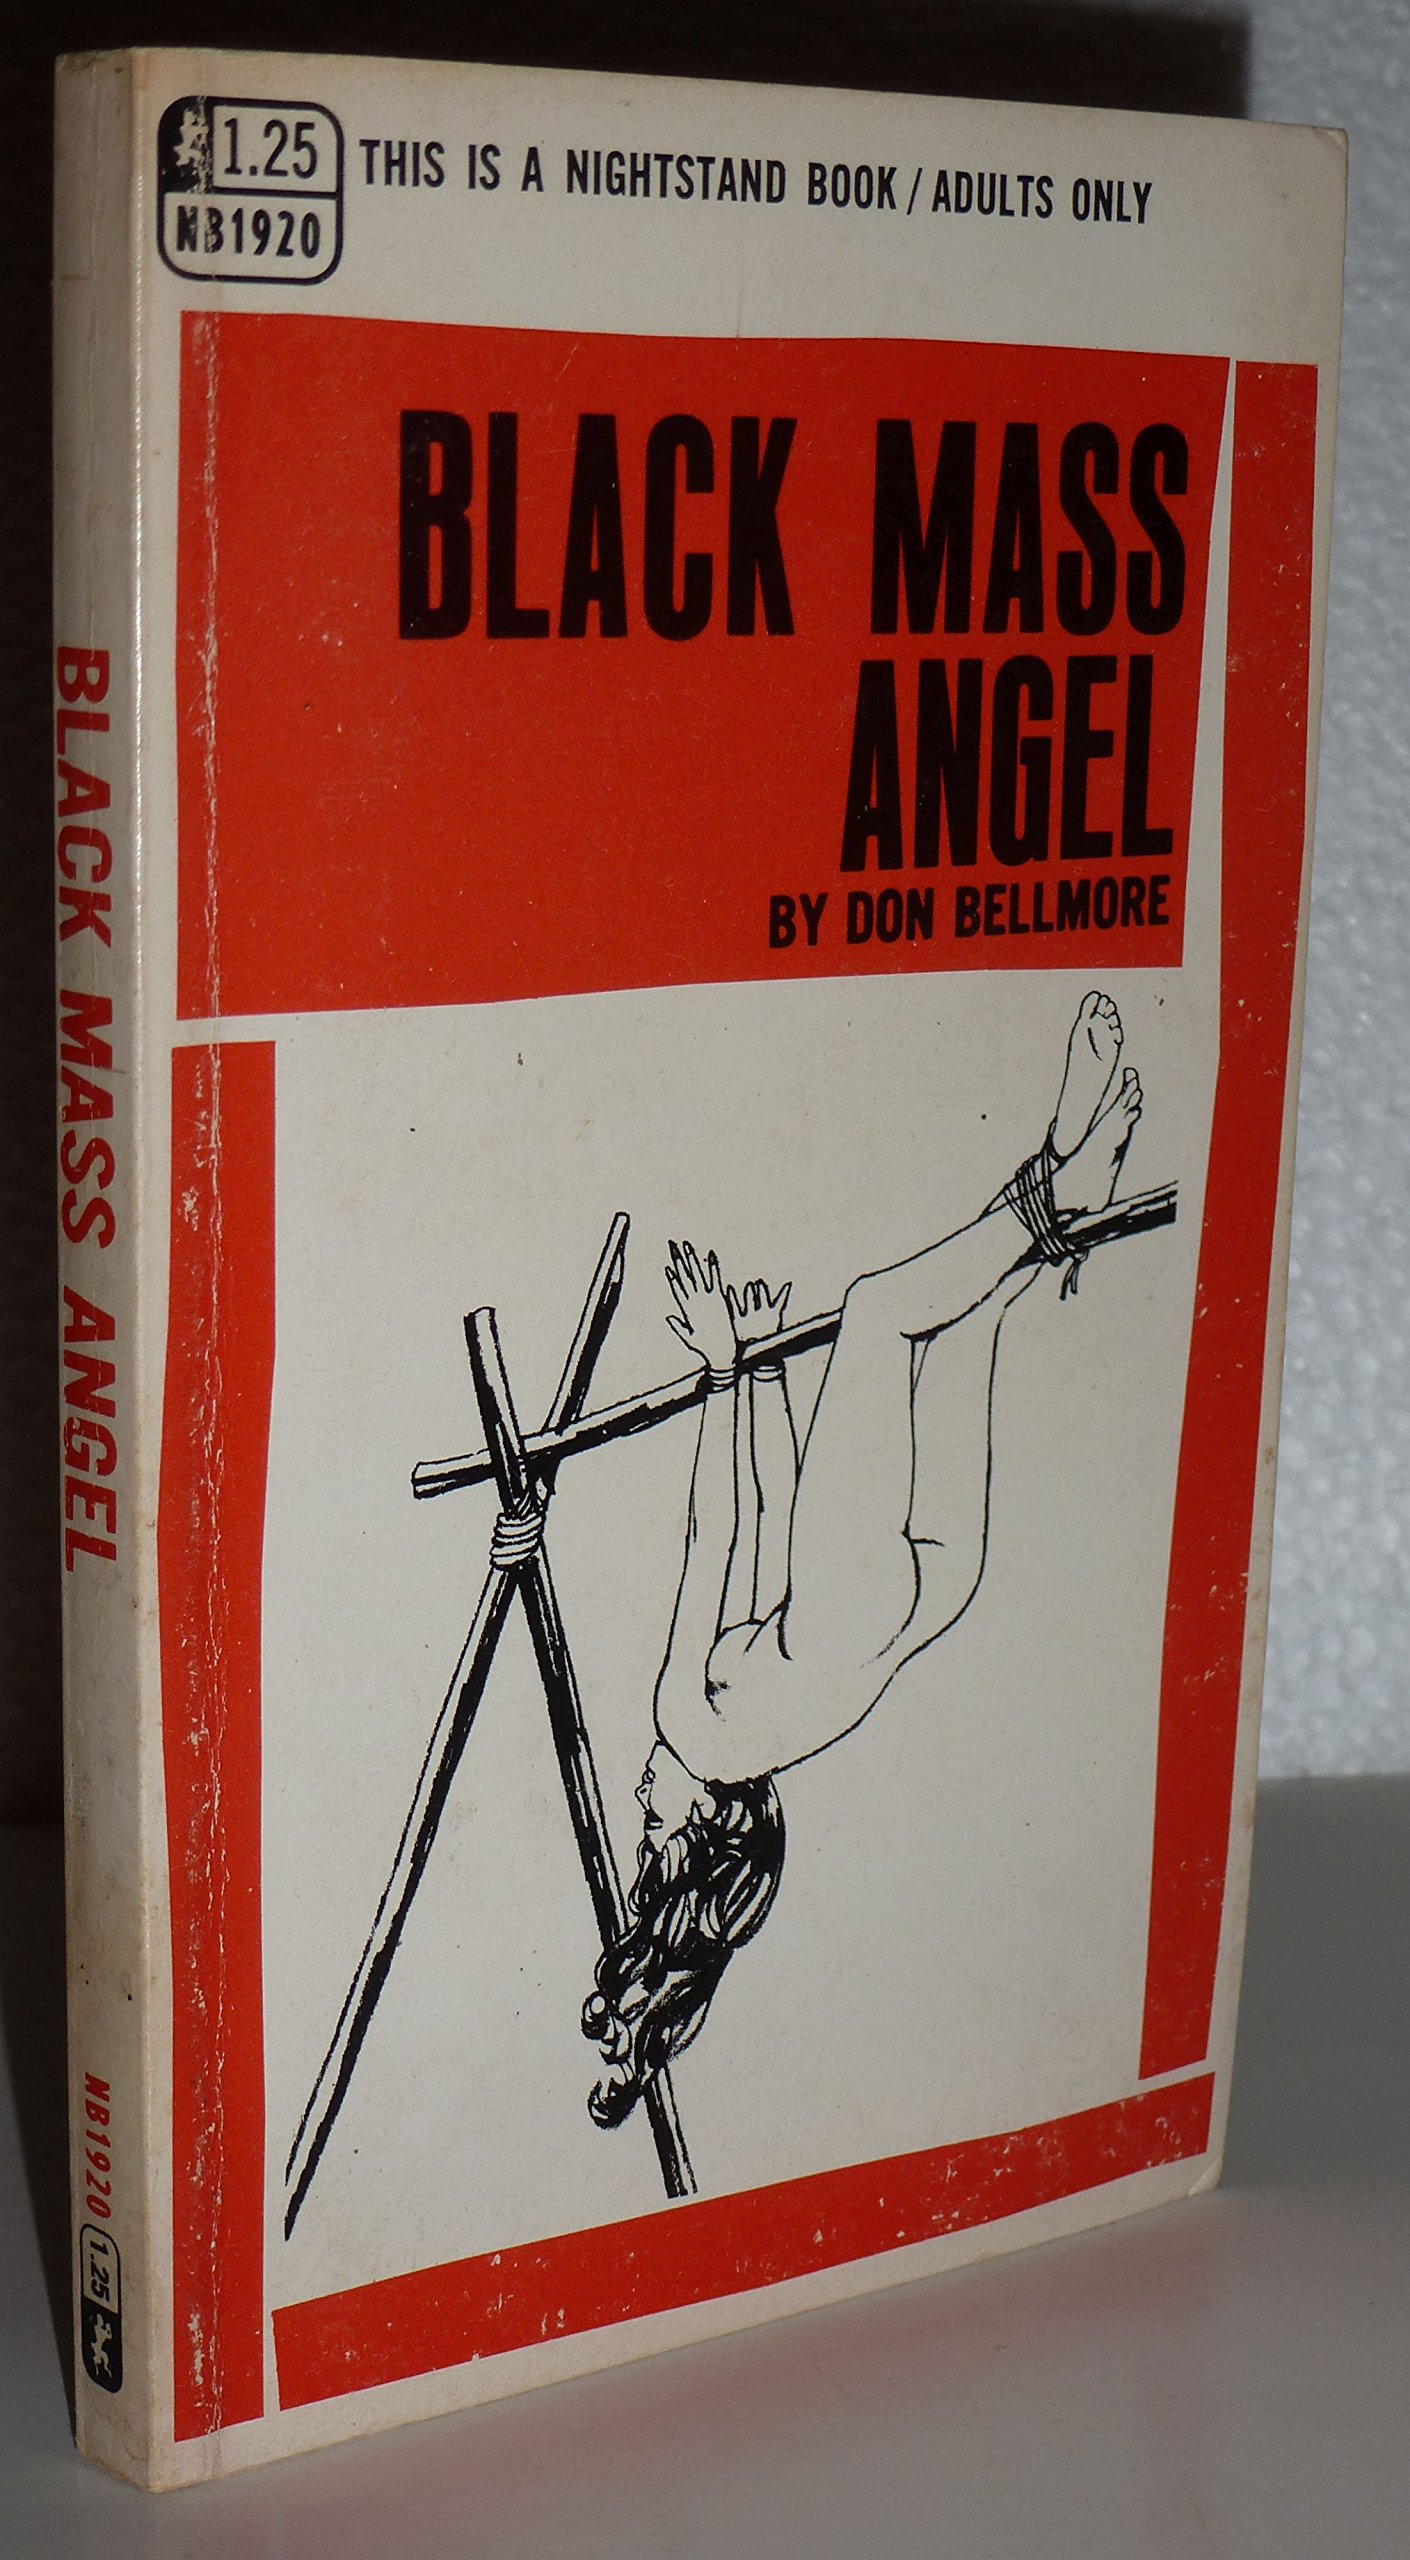 1.25
NB1920
THIS IS A NIGHTSTAND BOOK / ADULTS ONLY
BLACK MASS
ANGEL
BY DON BELLMORE
BLACK MASS ANGEL
NB1920
1.25